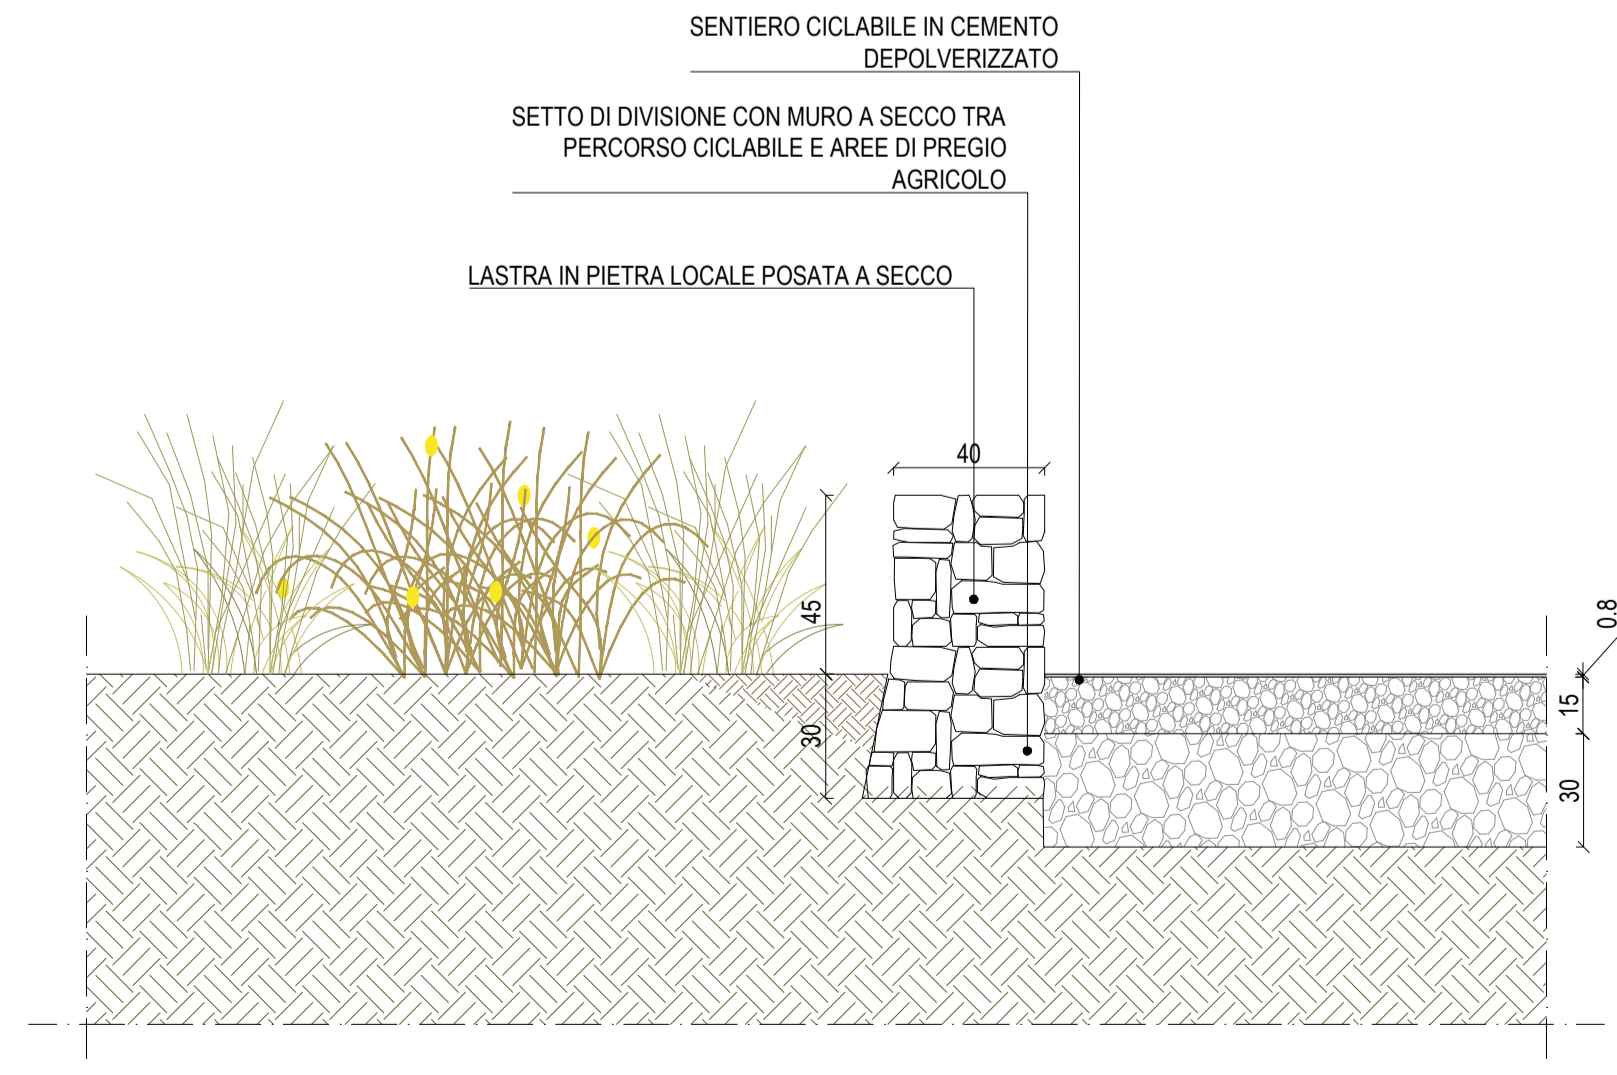 SENTIERO CICLABILE IN CEMENTO
DEPOLVERIZZATO
SETTO DI DIVISIONE CON MURO A SECCO TRA
PERCORSO CICLABILE E AREE DI PREGIO
AGRICOLO
LASTRA IN PIETRA LOCALE POSATA A SECCO
40
45
30
0.8
15
30